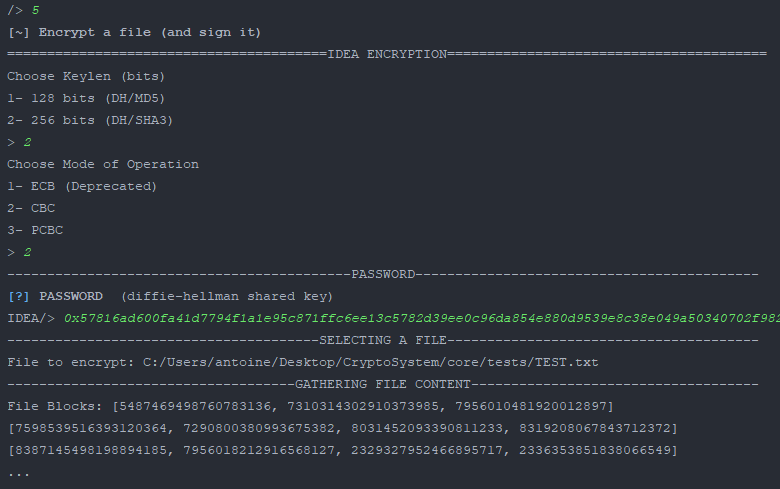 /> 5
[~] Encrypt a file (and sign it)
========================================IDEA ENCRYPTION========================================
Choose Keylen (bits)
1- 128 bits (DH/MD5)
2- 256 bits (DH/SHA3)
> 2
Choose Mode of Operation
1- ECB (Deprecated)
2- CBC
3- PCBC
> 2
-------------------------------------------PASSWORD-------------------------------------------
[?] PASSWORD  (diffie-hellman shared key)
IDEA/> 0x57816ad600fa41d7794f1a1e95c871ffc6ee13c5782d39ee0c96da854e880d9539e8c38e049a50340702f982
---------------------------------------SELECTING A FILE---------------------------------------
File to encrypt: C:/Users/antoine/Desktop/CryptoSystem/core/tests/TEST.txt
------------------------------------GATHERING FILE CONTENT------------------------------------
File Blocks: [5487469498760783136, 7310314302910373985, 7956010481920012897]
[7598539516393120364, 7290800380993675382, 8031452093390811233, 8319208067843712372]
[8387145498198894185, 7956018212916568127, 2329327952466895717, 2336353851838066549]
...